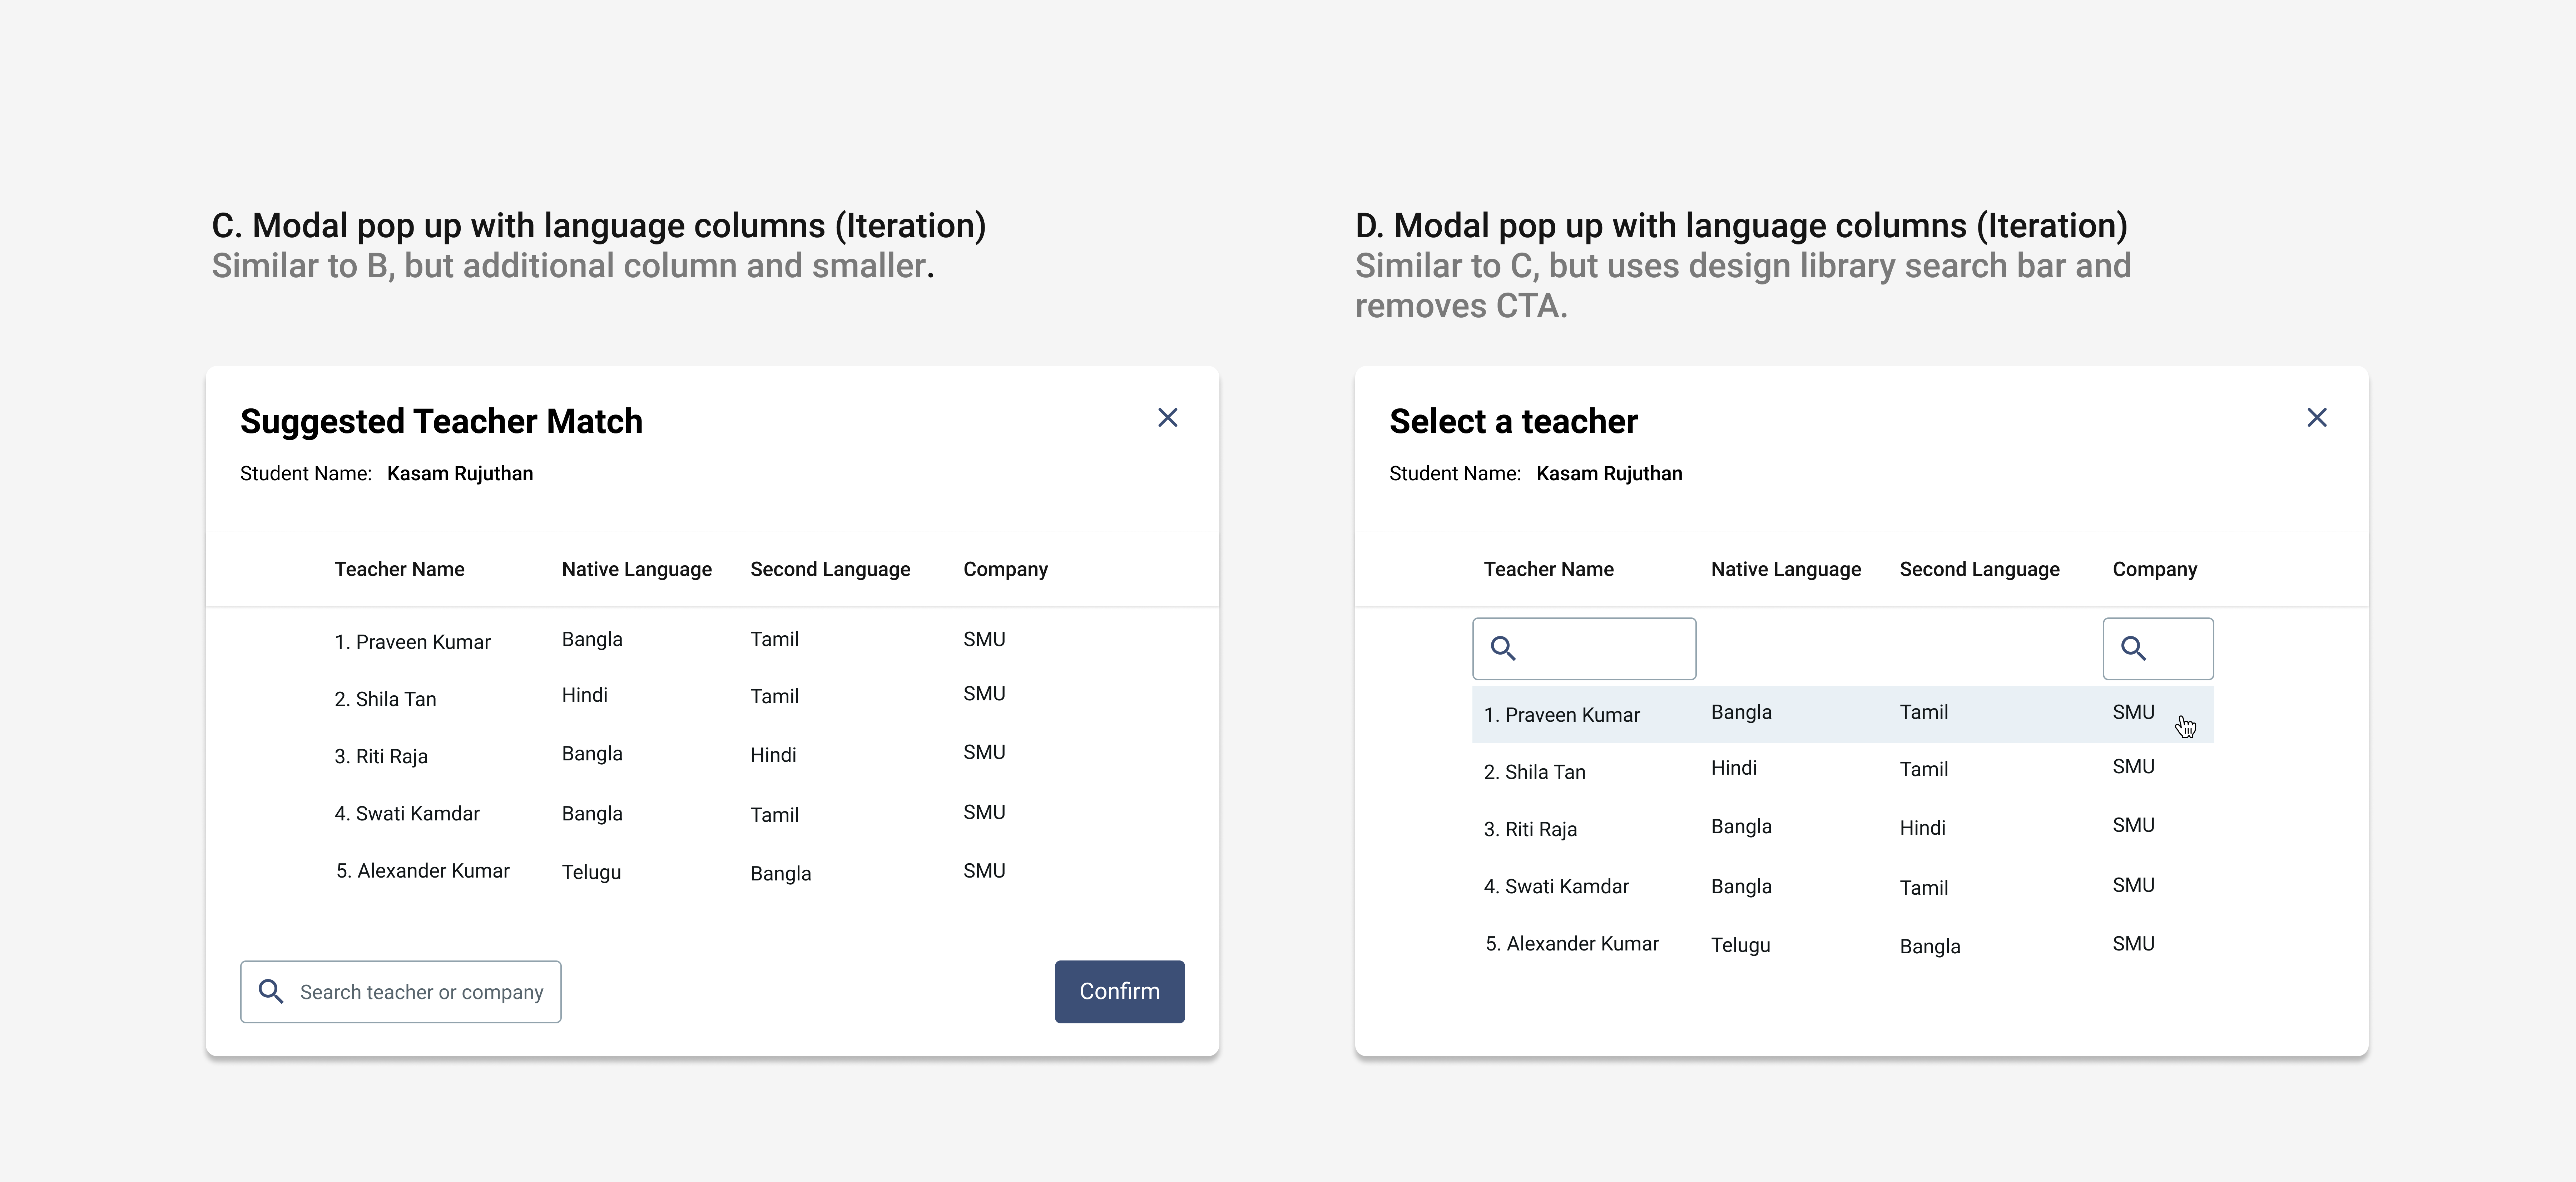 C. Modal pop up with language columns (Iteration)
Similar to B, but additional column and smaller.
Suggested Teacher Match
Student Name: Kasam Rujuthan
Teacher Name Native Language Second Language Company
1. Praveen Kumar Bangla Tamil SMU
2. Shila Tan Hindi Tamil SMU
3. Riti Raja Bangla Hindi SMU
4. Swati Kamdar Bangla Tamil SMU
5. Alexander Kumar Telugu Bangla SMU
Search teacher or company
Confirm
D. Modal pop up with language columns (Iteration)
Similar to C, but uses design library search bar and
removes CTA.
Select a teacher
Student Name: Kasam Rujuthan
Teacher Name Native Language Second Language Company
1. Praveen Kumar Bangla Tamil SMU
2. Shila Tan Hindi Tamil SMU
3. Riti Raja Bangla Hindi SMU
4. Swati Kamdar Bangla Tamil SMU
5. Alexander Kumar Telugu Bangla SMU